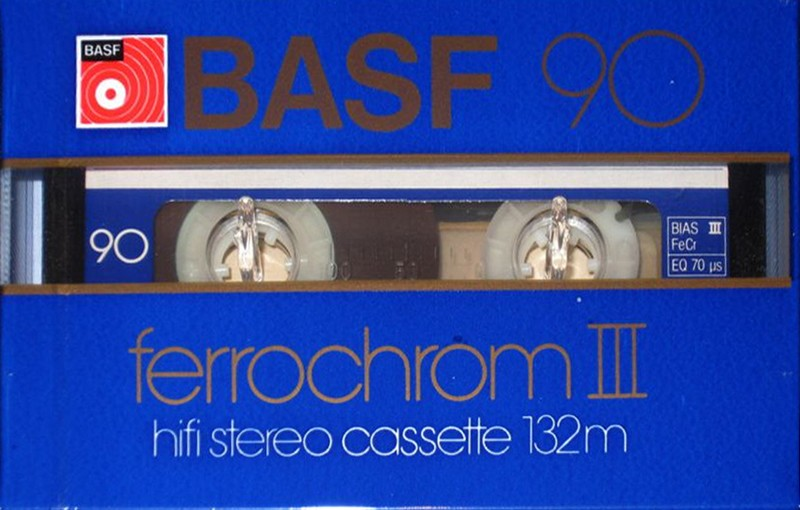 BASF
BASF 90
90
BIAS III
FeCr
EQ 70 µs
ferrochrom III
hifi stereo cassette 132m